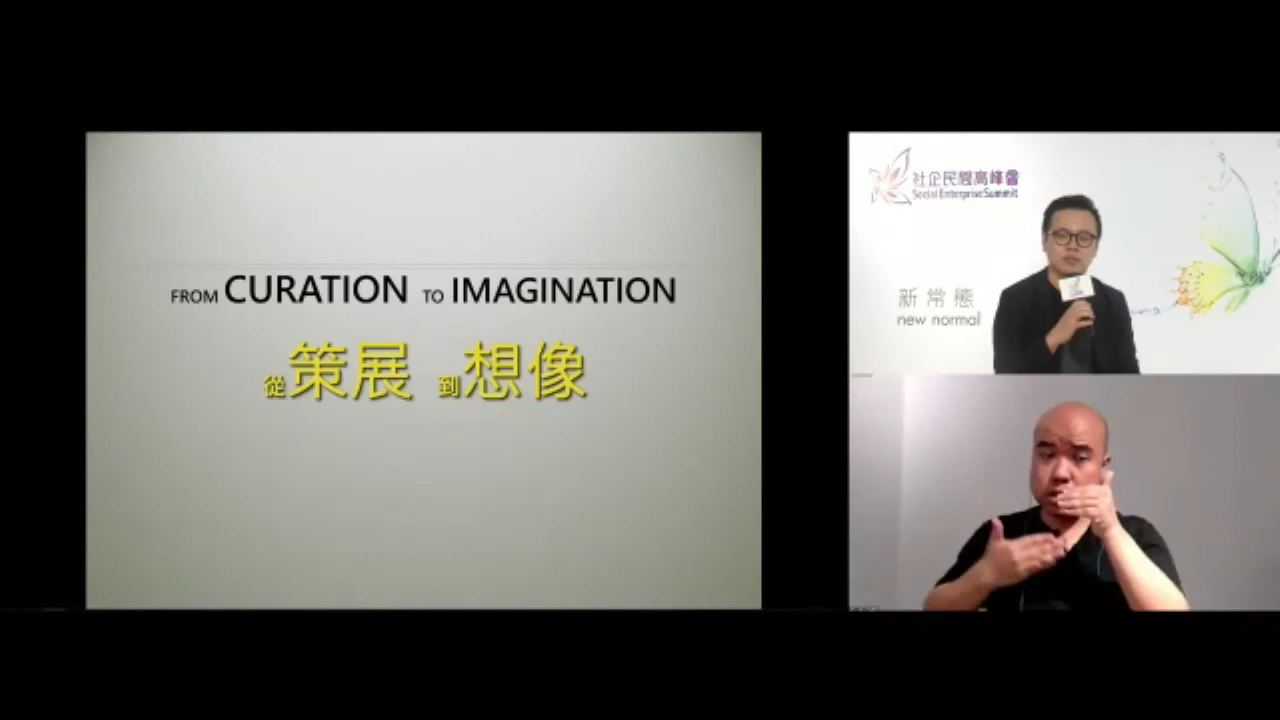 FROM CURATION TO IMAGINATION
從策展 到想像
社企民間高峰會
Social Enterprise Summit
新常態
new normal